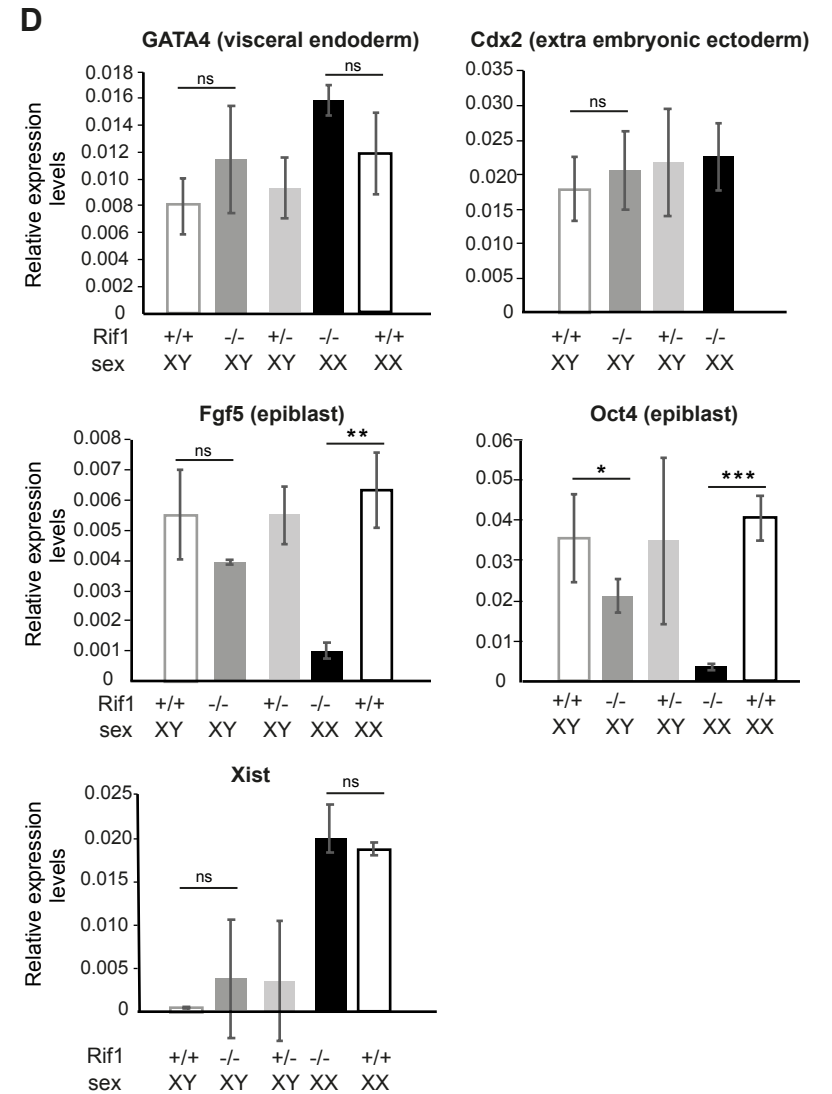 D
GATA4 (visceral endoderm)
Relative expression
levels
0.018
0.016
0.014
0.012
0.010
0.008
0.006
0.004
0.002
0
ns
ns
Rif1 +/+ -/- +/- -/- +/+
sex XY XY XY XX XX
Cdx2 (extra embryonic ectoderm)
0.035
0.030
0.025
0.020
0.015
0.010
0.005
0
ns
+/+ -/- +/- -/-
XY XY XY XX
Fgf5 (epiblast)
Relative expression
levels
0.008
0.007
0.006
0.005
0.004
0.003
0.002
0.001
0
ns
**
Rif1 +/+ -/- +/- -/- +/+
sex XY XY XY XX XX
Oct4 (epiblast)
0.06
0.05
0.04
0.03
0.02
0.01
0
*
***
+/+ -/- +/- -/- +/+
XY XY XY XX XX
Xist
Relative expression
levels
0.025
0.020
0.015
0.010
0.005
0
ns
ns
Rif1 +/+ -/- +/- -/- +/+
sex XY XY XY XX XX